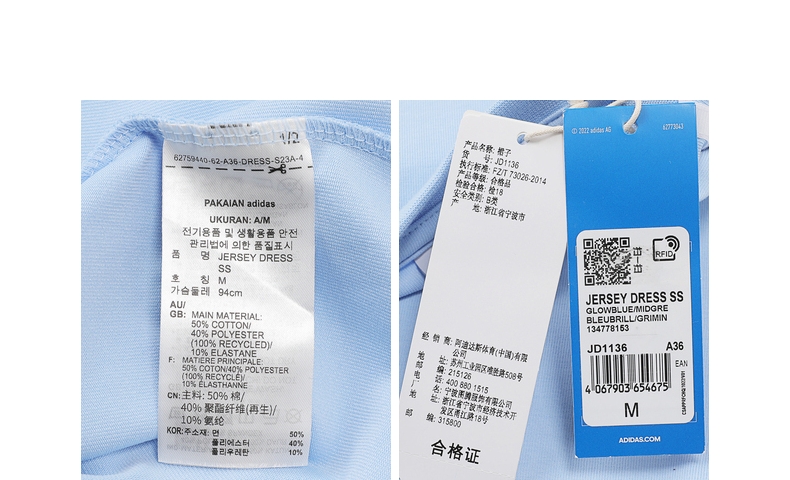 1/2
62759440-62-A36-DRESS-S23A-4
PAKAIAN adidas
UKURAN: A/M
전기용품 및 생활용품 안전
관리법에 의한 품질표시
품 명 JERSEY DRESS
SS
호 칭 M
가슴둘레 94cm
AU/
GB: MAIN MATERIAL:
50% COTTON/
40% POLYESTER
(100% RECYCLED)/
10% ELASTANE
F: MATIERE PRINCIPALE:
50% COTON/40% POLYESTER
(100% RECYCLÉ)/
10% ÉLASTHANNE
CN: 主料: 50% 棉/
40% 聚酯纤维(再生)/
10% 氨纶
KOR: 주소재: 면 50%
폴리에스터 40%
폴리우레탄 10%
产品名称: 裙子
货 号: JD1136
执行标准: FZ/T 73026-2014
产品等级: 合格品
检验合格: 检18
安全类别: B类
产 地: 浙江省宁波市
经 销 商: 阿迪达斯体育(中国)有限
公司
地 址: 苏州工业园区唯胜路508号
邮 编: 215126
电 话: 400 880 1515
厂 名: 宁波图腾服饰有限公司
地 址: 浙江省宁波市经济技术开
发区甬江路18号
邮 编: 315800
合格证
© 2022 adidas AG
62773043
RFID
JERSEY DRESS SS
GLOWBLUE/MIDGRE
BLEUBRILL/GRIMIN
134778153
JD1136 A36
EAN
4 067903 654675
M
ADIDAS.COM